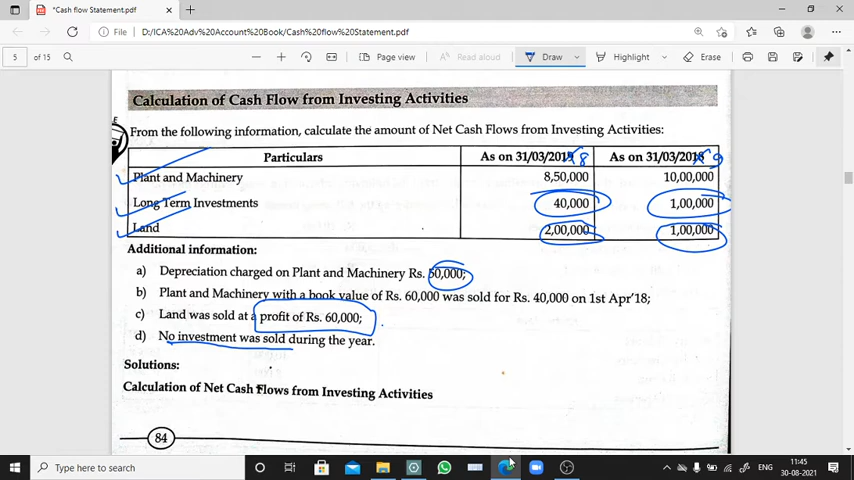 *Cash flow Statement.pdf
File D:/ICA%20Adv%20Account%20Book/Cash%20flow%20Statement.pdf
5 of 15 Page view Read aloud Draw Highlight Erase
Calculation of Cash Flow from Investing Activities
From the following information, calculate the amount of Net Cash Flows from Investing Activities:
Particulars As on 31/03/2018 As on 31/03/2019
Plant and Machinery 8,50,000 10,00,000
Long Term Investments 40,000 1,00,000
Land 2,00,000 1,00,000
Additional information:
a) Depreciation charged on Plant and Machinery Rs. 50,000;
b) Plant and Machinery with a book value of Rs. 60,000 was sold for Rs. 40,000 on 1st Apr'18;
c) Land was sold at a profit of Rs. 60,000;
d) No investment was sold during the year.
Solutions:
Calculation of Net Cash Flows from Investing Activities
84
Type here to search
ENG
11:45
30-08-2021